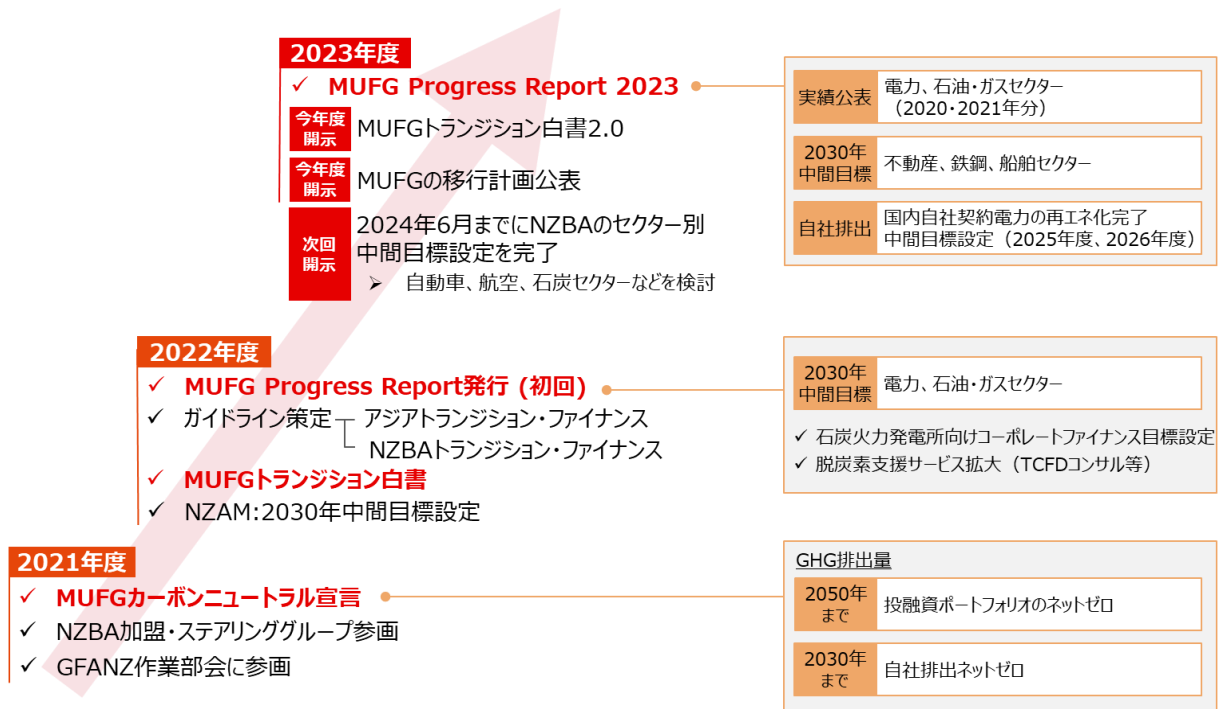 2023年度
✓ MUFG Progress Report 2023
今年度
開示
MUFGトランジション白書2.0
今年度
開示
MUFGの移行計画公表
次回
開示
2024年6月までにNZBAのセクター別
中間目標設定を完了
➢ 自動車、航空、石炭セクターなどを検討
実績公表
電力、石油・ガスセクター
（2020・2021年分）
2030年
中間目標
不動産、鉄鋼、船舶セクター
自社排出
国内自社契約電力の再エネ化完了
中間目標設定（2025年度、2026年度）
2022年度
✓ MUFG Progress Report発行 (初回)
✓ ガイドライン策定 アジアトランジション・ファイナンス
NZBAトランジション・ファイナンス
✓ MUFGトランジション白書
✓ NZAM:2030年中間目標設定
2030年
中間目標
電力、石油・ガスセクター
✓ 石炭火力発電所向けコーポレートファイナンス目標設定
✓ 脱炭素支援サービス拡大（TCFDコンサル等）
2021年度
✓ MUFGカーボンニュートラル宣言
✓ NZBA加盟・ステアリンググループ参画
✓ GFANZ作業部会に参画
GHG排出量
2050年
まで
投融資ポートフォリオのネットゼロ
2030年
まで
自社排出ネットゼロ